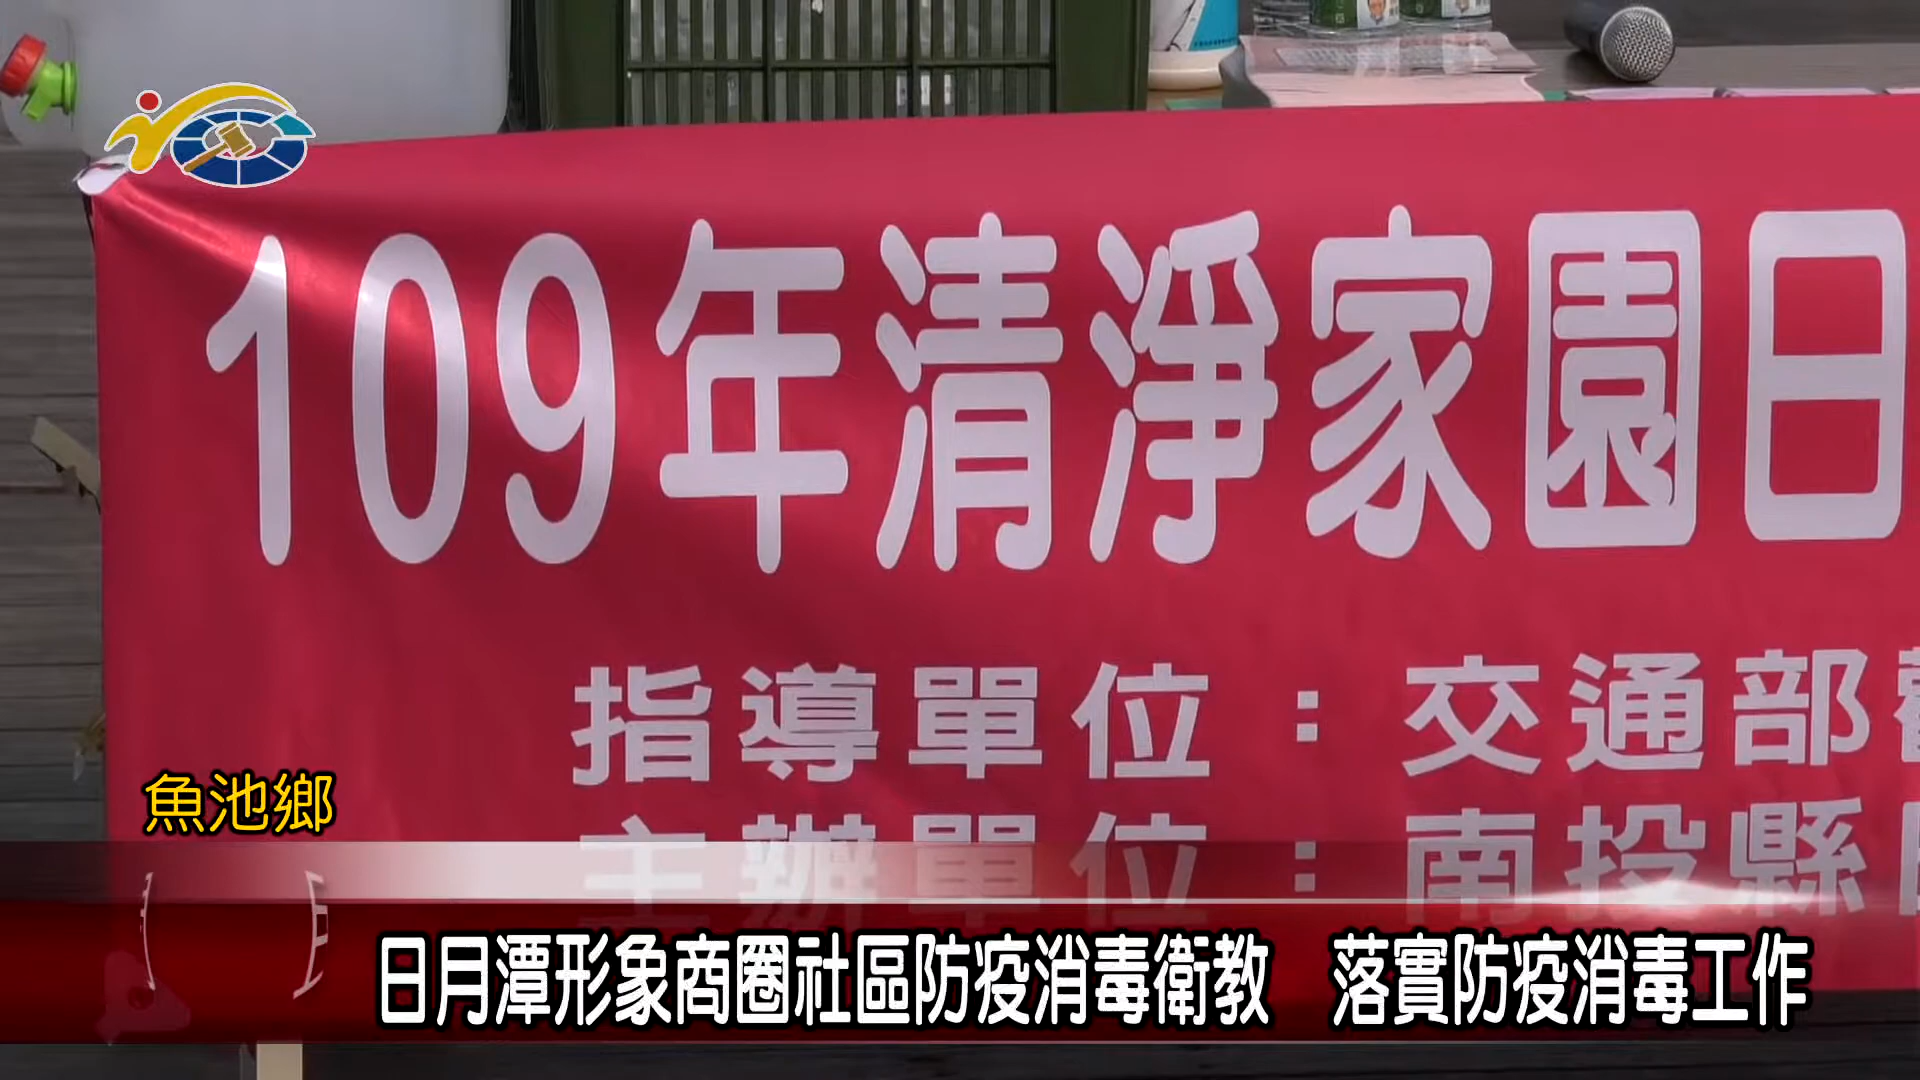 109年清淨家園日
指導單位：交通部
主辦單位：南投縣
魚池鄉
日月潭形象商圈社區防疫消毒衛教　落實防疫消毒工作